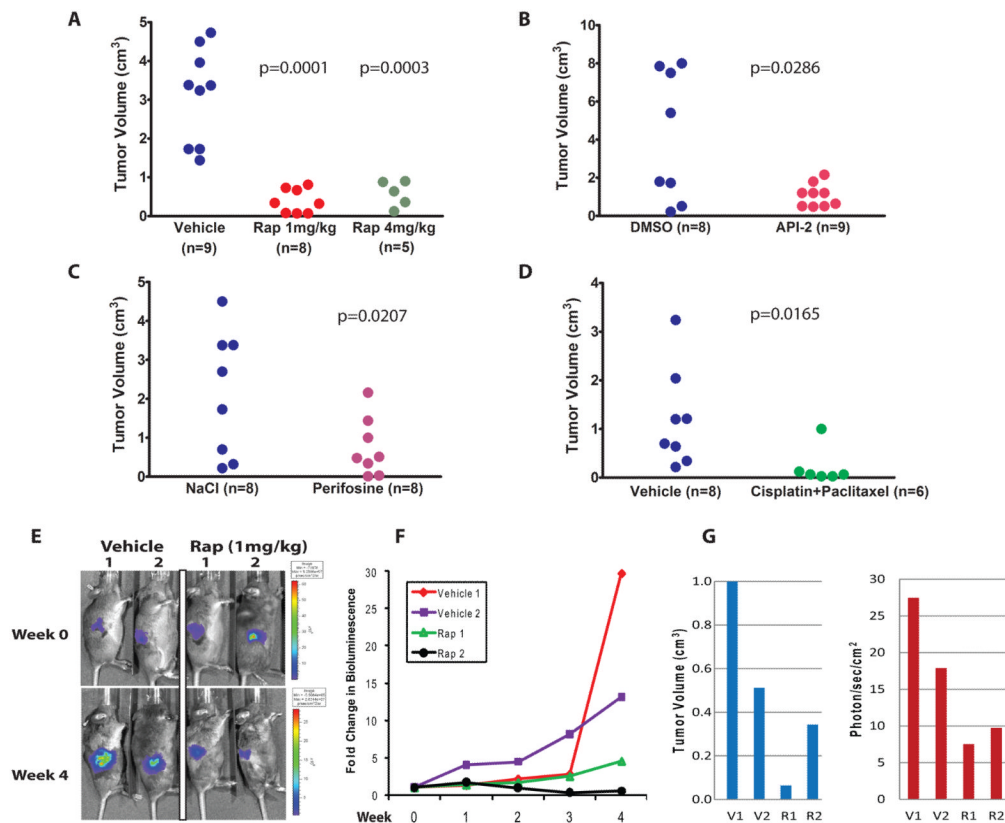 A
Tumor Volume (cm³)
5
4
3
2
1
0
p=0.0001
p=0.0003
Vehicle
(n=9)
Rap 1mg/kg
(n=8)
Rap 4mg/kg
(n=5)
B
Tumor Volume (cm³)
10
8
6
4
2
0
p=0.0286
DMSO (n=8)
API-2 (n=9)
C
Tumor Volume (cm³)
5
4
3
2
1
0
p=0.0207
NaCl (n=8)
Perifosine (n=8)
D
Tumor Volume (cm³)
4
3
2
1
0
p=0.0165
Vehicle (n=8)
Cisplatin+Paclitaxel (n=6)
E
Vehicle
1 2
Rap (1mg/kg)
1 2
Week 0
Week 4
F
Fold Change in Bioluminescence
30
25
20
15
10
5
0
Vehicle 1
Vehicle 2
Rap 1
Rap 2
Week 0 1 2 3 4
G
Tumor Volume (cm³)
1.0
0.8
0.6
0.4
0.2
0.0
V1 V2 R1 R2
Photon/sec/cm²
30
25
20
15
10
5
0
V1 V2 R1 R2